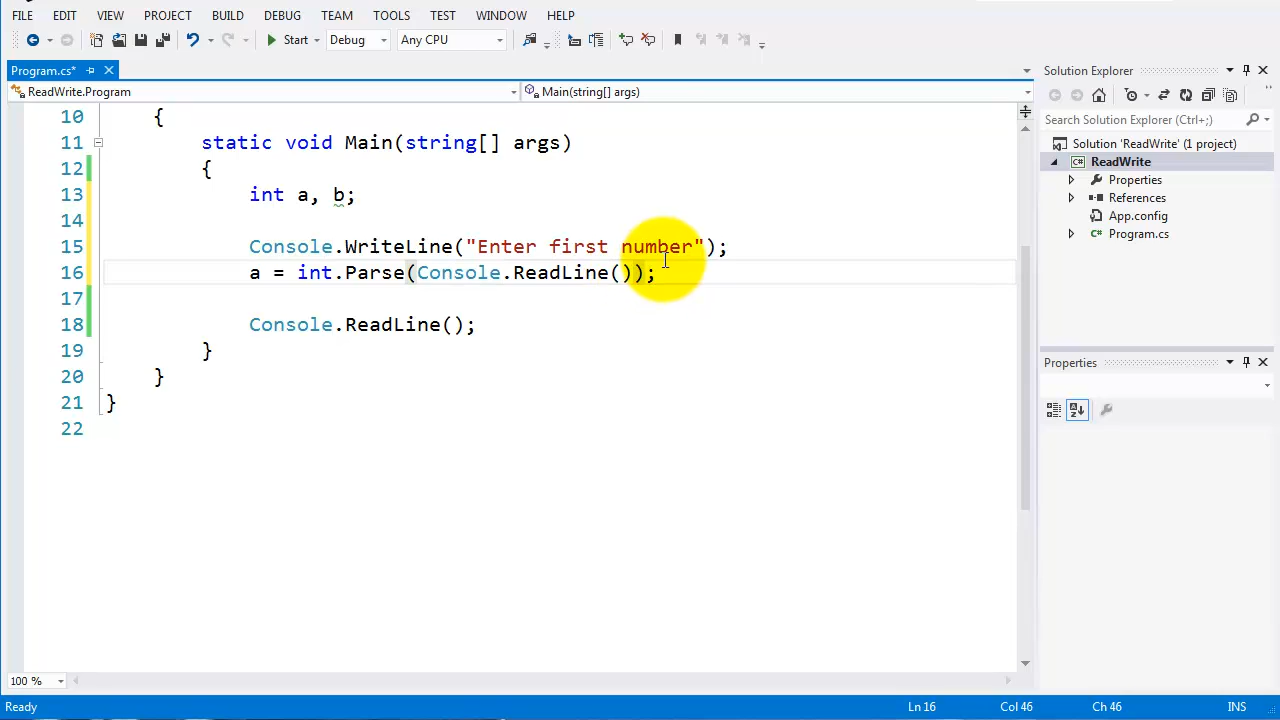 FILE EDIT VIEW PROJECT BUILD DEBUG TEAM TOOLS TEST WINDOW HELP
Start Debug Any CPU
Program.cs*
ReadWrite.Program Main(string[] args)
10 {
11 static void Main(string[] args)
12 {
13 int a, b;
14
15 Console.WriteLine("Enter first number");
16 a = int.Parse(Console.ReadLine());
17
18 Console.ReadLine();
19 }
20 }
21 }
22
100 %
Solution Explorer
Search Solution Explorer (Ctrl+;)
Solution 'ReadWrite' (1 project)
C# ReadWrite
Properties
References
App.config
C# Program.cs
Properties
Ready Ln 16 Col 46 Ch 46 INS